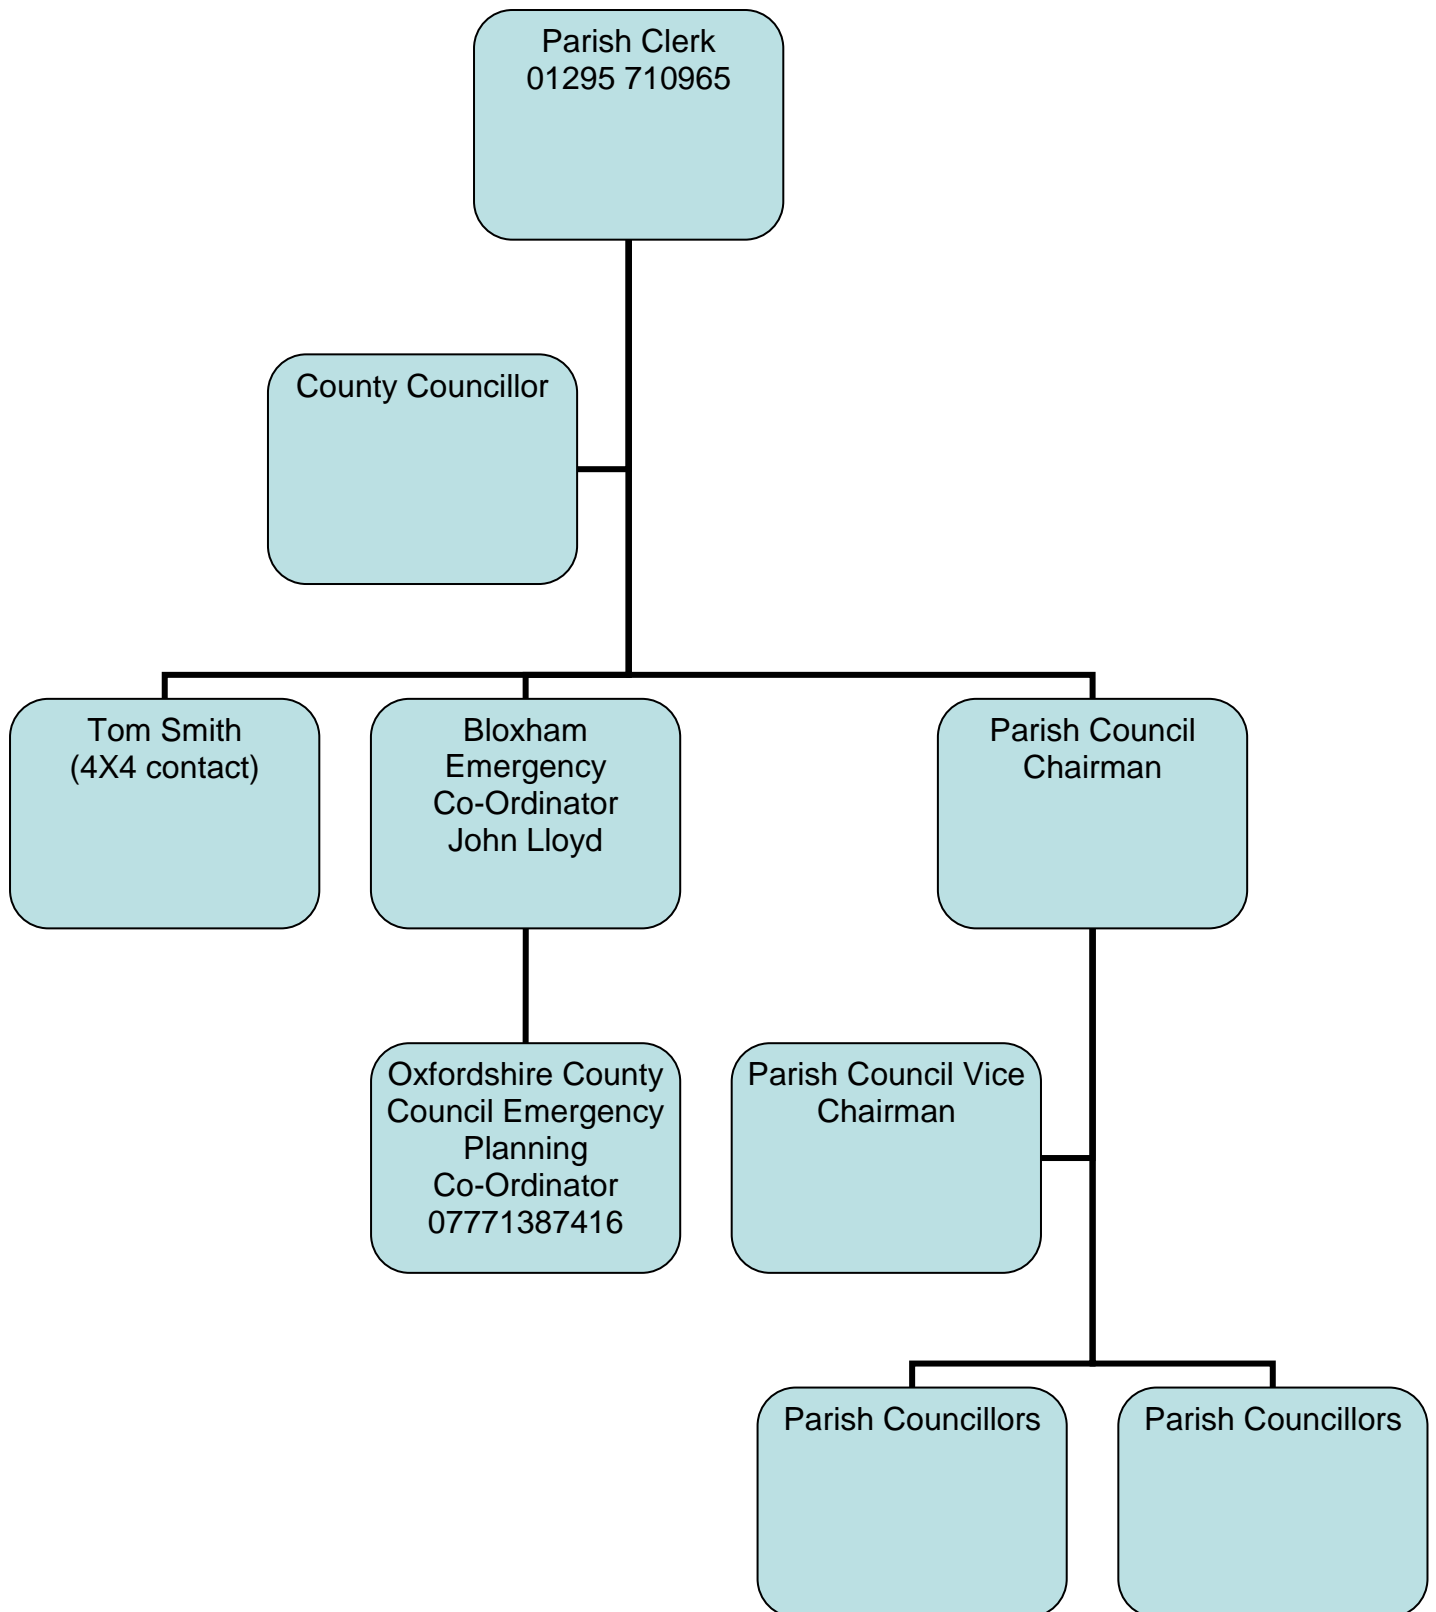 Parish Clerk
01295 710965
County Councillor
Tom Smith
(4X4 contact)
Bloxham
Emergency
Co-Ordinator
John Lloyd
Parish Council
Chairman
Oxfordshire County
Council Emergency
Planning
Co-Ordinator
07771387416
Parish Council Vice
Chairman
Parish Councillors
Parish Councillors